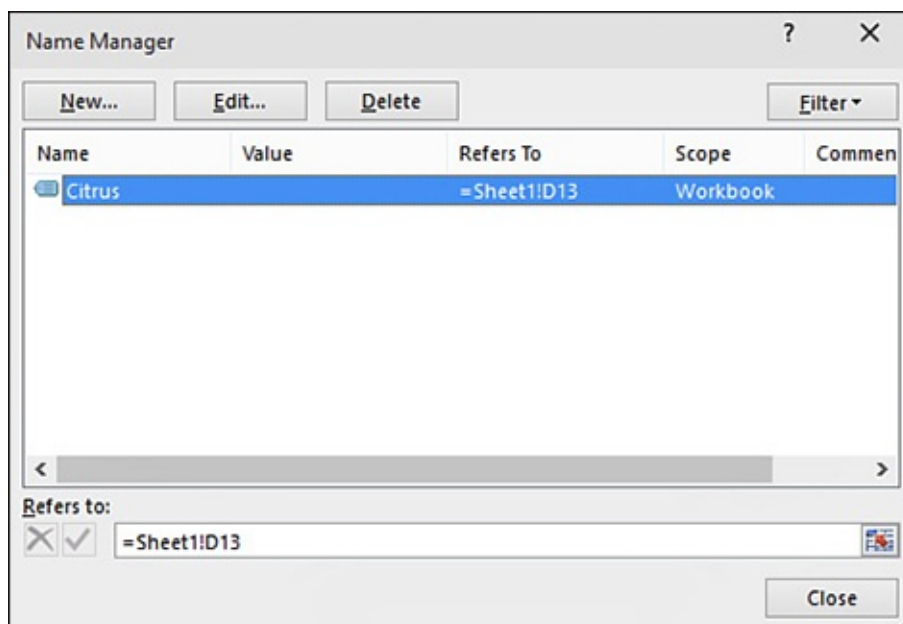 Name Manager ?
New... Edit... Delete Filter
Name Value Refers To Scope Commen
Citrus =Sheet1!D13 Workbook
Refers to:
=Sheet1!D13
Close